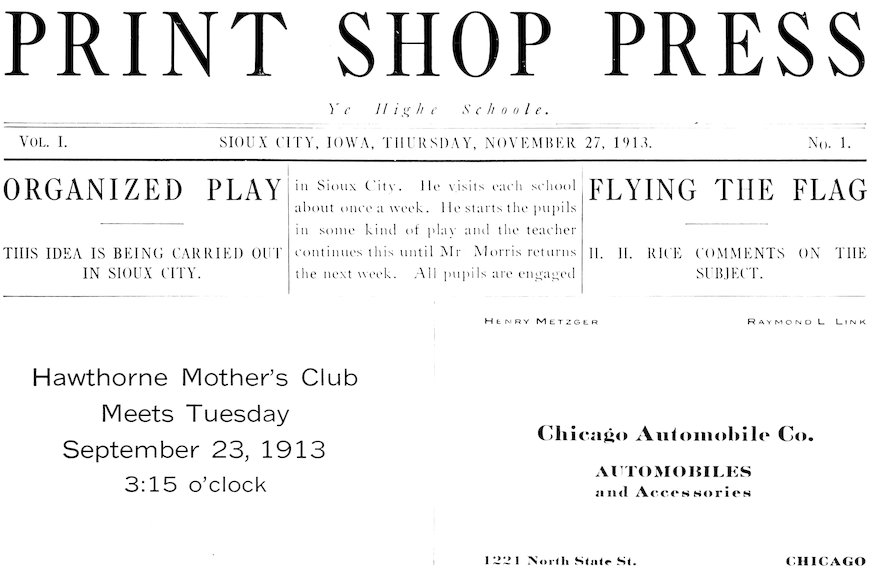 PRINT SHOP PRESS
Ye Highe Schoole.
VOL. I.    SIOUX CITY, IOWA, THURSDAY, NOVEMBER 27, 1913.    No. 1.
ORGANIZED PLAY
THIS IDEA IS BEING CARRIED OUT
IN SIOUX CITY.
in Sioux City. He visits each school
about once a week. He starts the pupils
in some kind of play and the teacher
continues this until Mr Morris returns
the next week. All pupils are engaged
FLYING THE FLAG
H. H. RICE COMMENTS ON THE
SUBJECT.
Hawthorne Mother's Club
Meets Tuesday
September 23, 1913
3:15 o'clock
HENRY METZGER    RAYMOND L LINK
Chicago Automobile Co.
AUTOMOBILES
and Accessories
1221 North State St.    CHICAGO